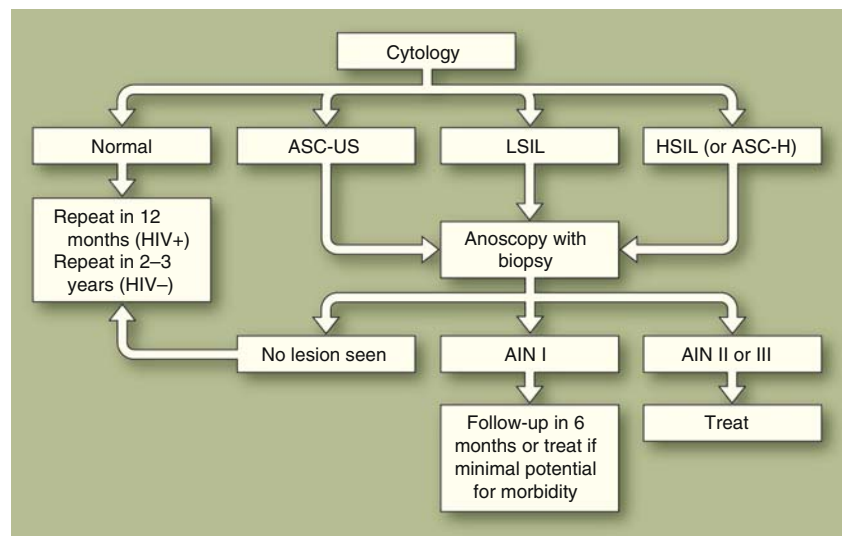 Cytology
Normal
ASC-US
LSIL
HSIL (or ASC-H)
Repeat in 12
months (HIV+)
Repeat in 2–3
years (HIV–)
Anoscopy with
biopsy
No lesion seen
AIN I
AIN II or III
Follow-up in 6
months or treat if
minimal potential
for morbidity
Treat